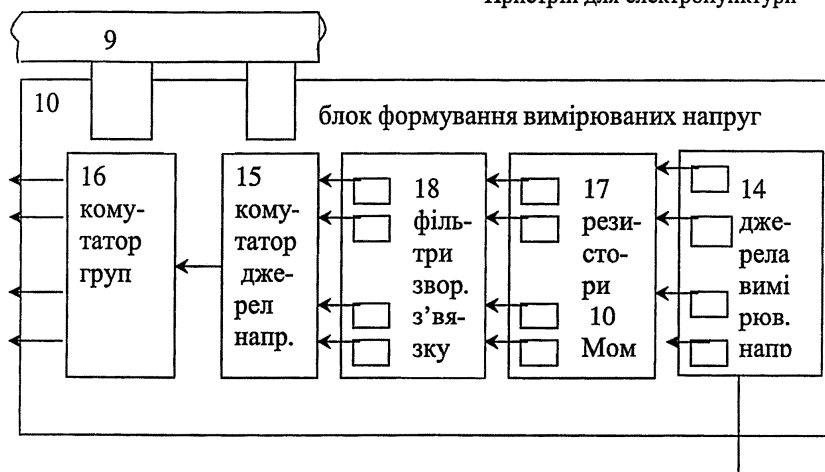 Пристрій для електропунктури
9
10
блок формування вимірюваних напруг
16
кому-
татор
груп
15
кому-
татор
дже-
рел
напр.
18
філь-
три
звор.
з’вя-
зку
17
рези-
сто-
ри
10
Мом
14
дже-
рела
вимі
рюв.
напр